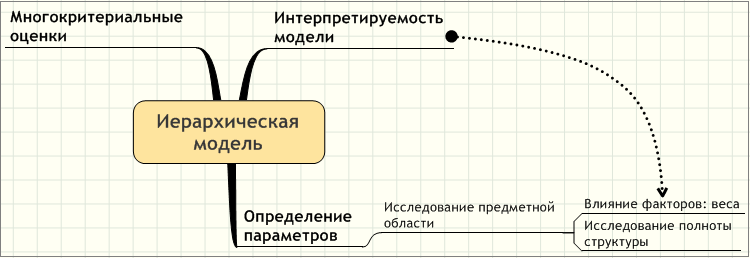 Многокритериальные
оценки
Интерпретируемость
модели
Иерархическая
модель
Определение
параметров
Исследование предметной
области
Влияние факторов: веса
Исследование полноты
структуры